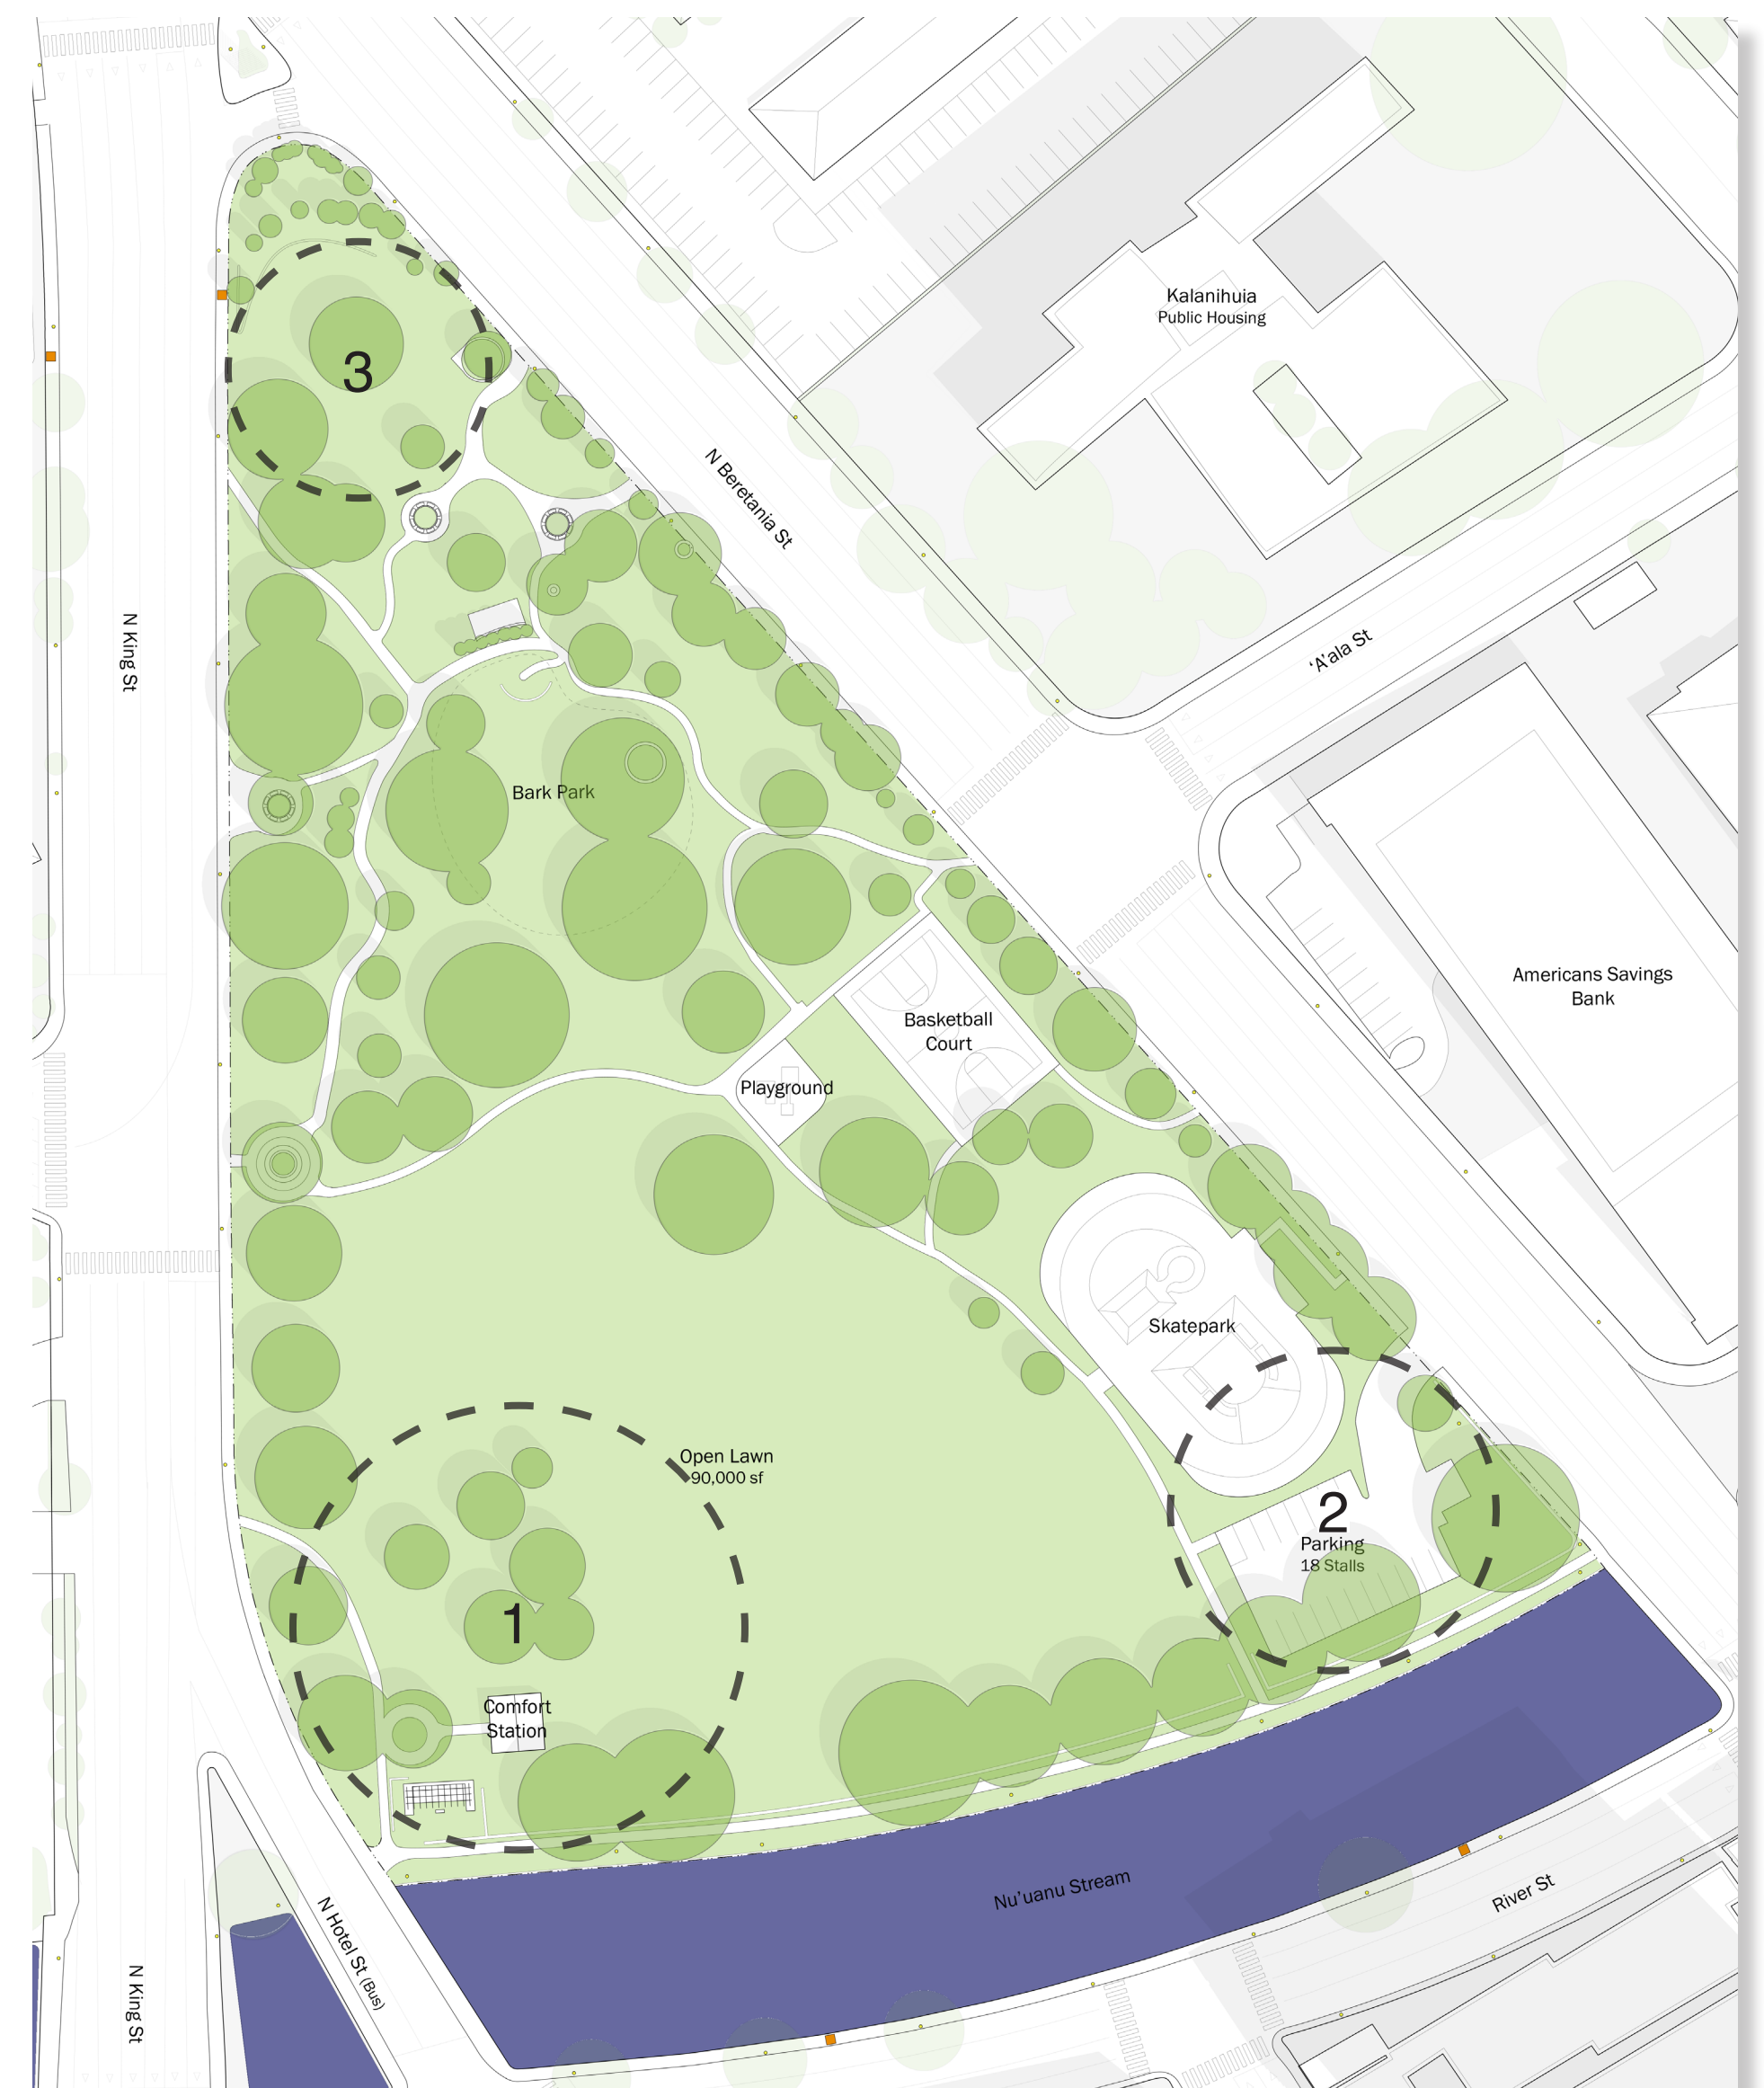 Kalanihuia
Public Housing
3
N Beretania St
N King St
'A'ala St
Bark Park
Americans Savings
Bank
Basketball
Court
Playground
Skatepark
Open Lawn
90,000 sf
2
Parking
18 Stalls
1
Comfort
Station
Nu'uanu Stream
River St
N Hotel St (Bus)
N King St